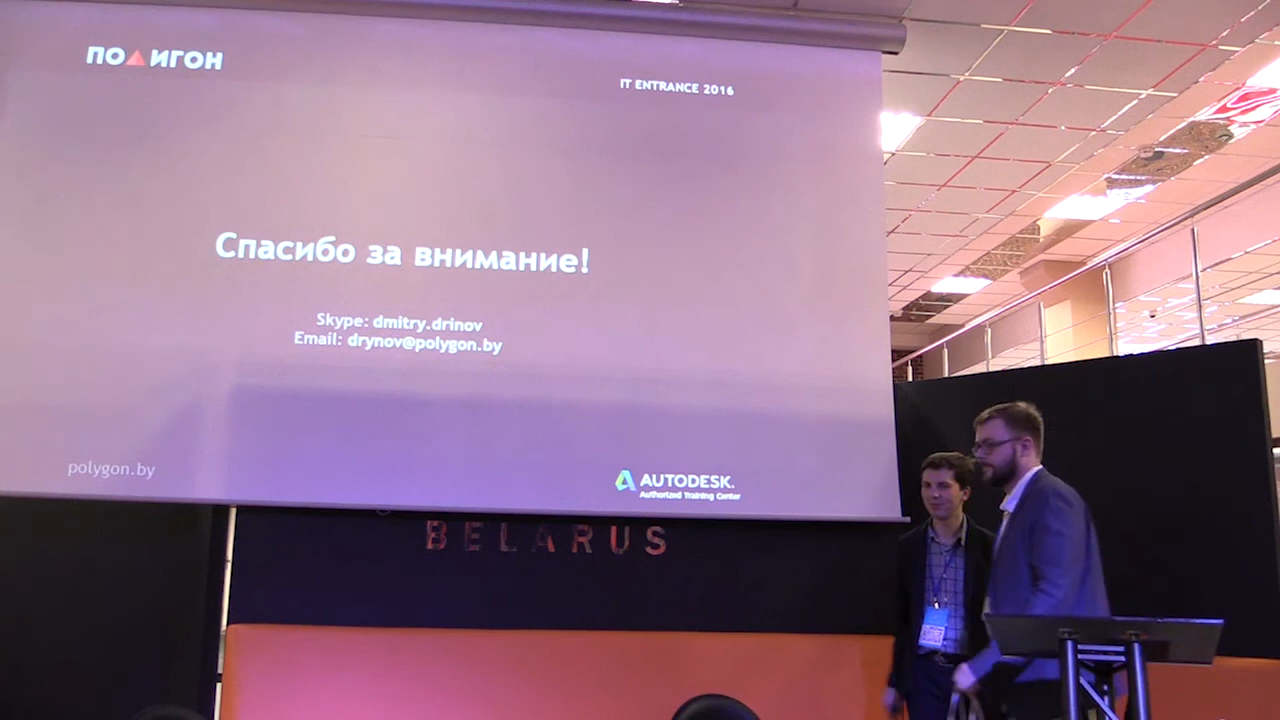 ПОЛИГОН
IT ENTRANCE 2016
Спасибо за внимание!
Skype: dmitry.drinov
Email: drynov@polygon.by
polygon.by
AUTODESK.
Authorized Training Center
BELARUS